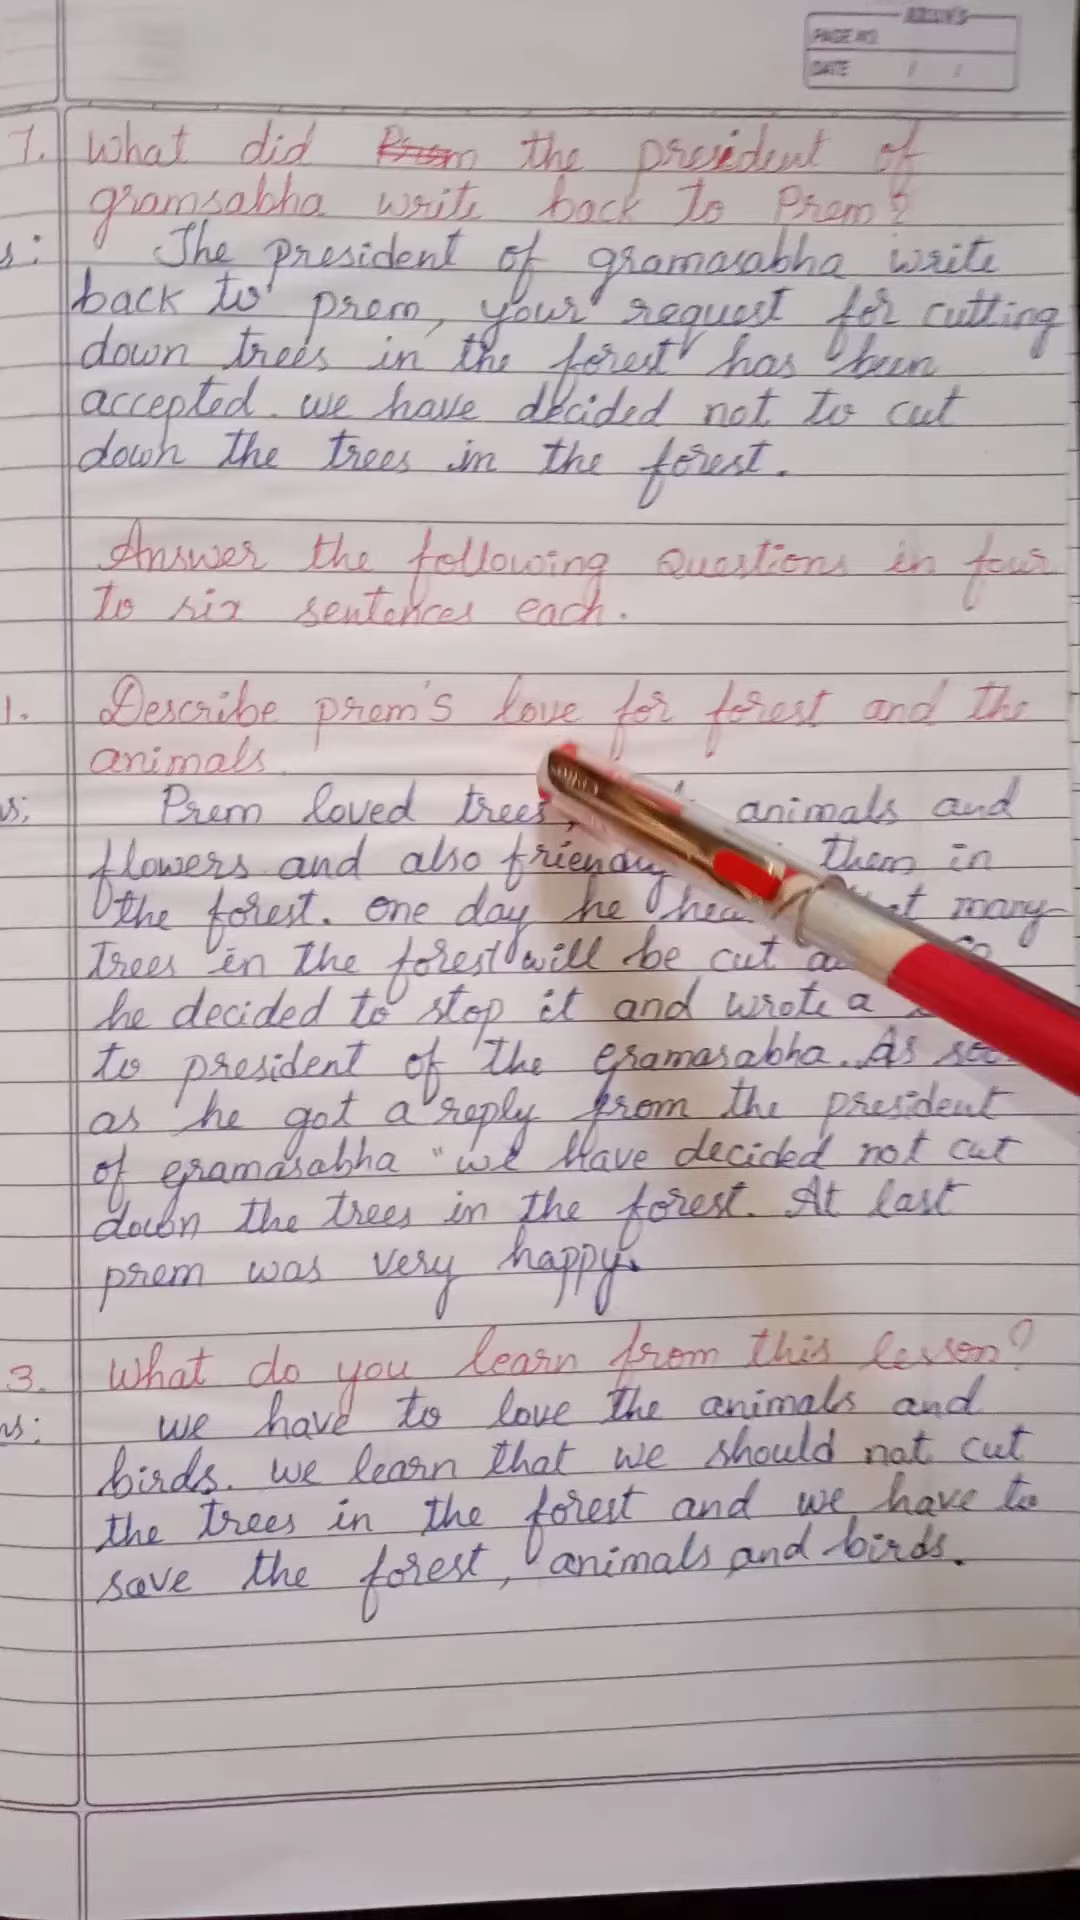 PAGE NO.
DATE / /
7. What did the president of
gramsabha write back to Prem?
s: The president of gramasabha write
back to prem, your request for cutting
down trees in the forest has been
accepted. we have decided not to cut
down the trees in the forest.
Answer the following Questions in four
to six sentences each.
1. Describe prem's love for forest and the
animals.
ns; Prem loved trees, animals and
flowers and also them in
the forest. one day he many
trees in the forest will be cut
he decided to stop it and wrote a
to president of the gramasabha. As
as he got a reply from the president
of gramasabha "we have decided not cut
down the trees in the forest. At last
prem was very happy.
3. What do you learn from this lesson?
ns: we have to love the animals and
birds. we learn that we should not cut
the trees in the forest and we have to
save the forest, animals and birds.